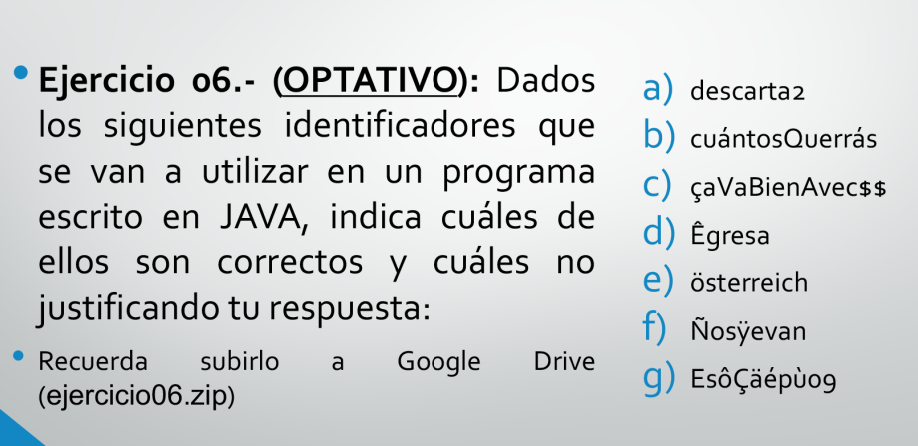 Ejercicio 06.- (OPTATIVO): Dados
los siguientes identificadores que
se van a utilizar en un programa
escrito en JAVA, indica cuáles de
ellos son correctos y cuáles no
justificando tu respuesta:
Recuerda subirlo a Google Drive
(ejercicio06.zip)
a) descarta2
b) cuántosQuerrás
c) çaVaBienAvec$$
d) Êgresa
e) österreich
f) Ñosÿevan
g) EsôÇäépùo9